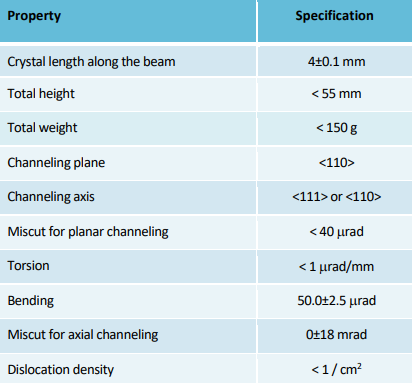 Property Specification
Crystal length along the beam 4±0.1 mm
Total height < 55 mm
Total weight < 150 g
Channeling plane <110>
Channeling axis <111> or <110>
Miscut for planar channeling < 40 μrad
Torsion < 1 μrad/mm
Bending 50.0±2.5 μrad
Miscut for axial channeling 0±18 mrad
Dislocation density < 1 / cm²